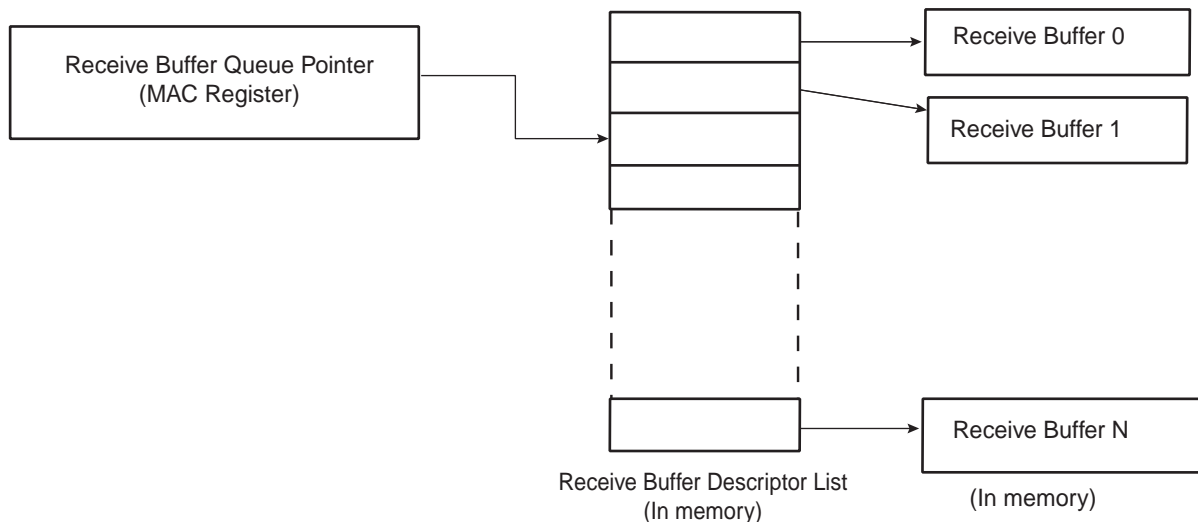 Receive Buffer Queue Pointer
(MAC Register)
Receive Buffer 0
Receive Buffer 1
Receive Buffer N
Receive Buffer Descriptor List
(In memory)
(In memory)